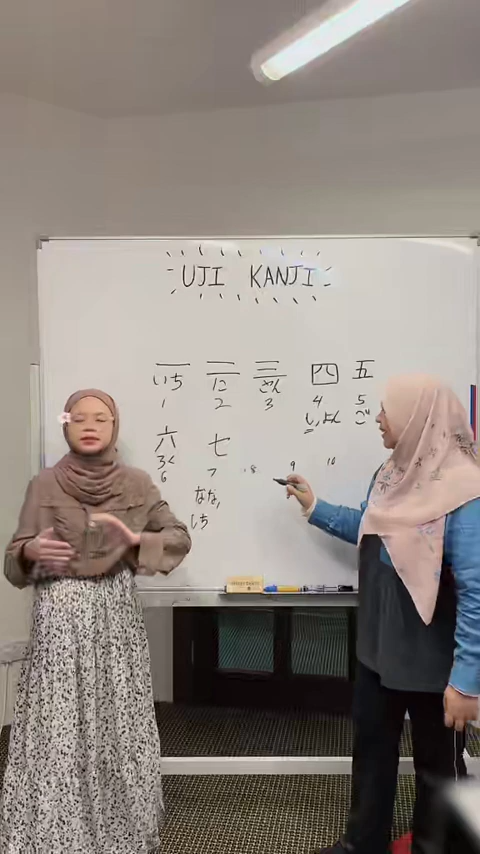 UJI KANJI
一 二 三 四 五
いち に さん し、よん ご
1 2 3 4 5
六 七
ろく
6 7 8 9 10
なな、
しち